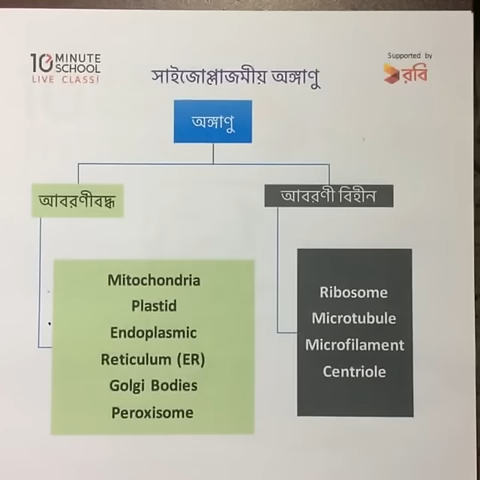 10 MINUTE
SCHOOL
LIVE CLASS!
Supported by
রবি
সাইজোপ্লাজমীয় অঙ্গাণু
অঙ্গাণু
আবরণীবদ্ধ
আবরণী বিহীন
Mitochondria
Plastid
Endoplasmic
Reticulum (ER)
Golgi Bodies
Peroxisome
Ribosome
Microtubule
Microfilament
Centriole